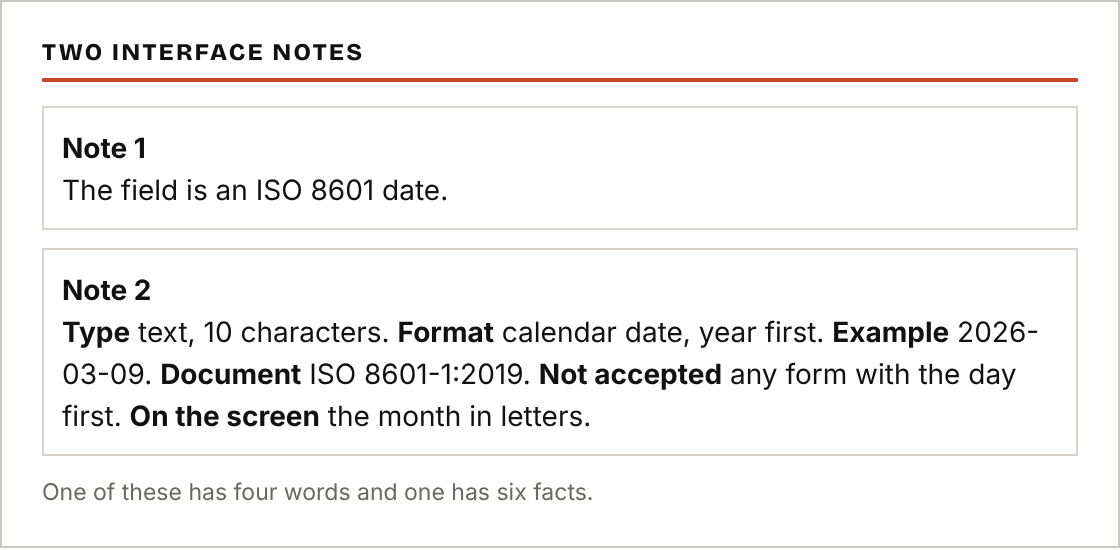 TWO INTERFACE NOTES
Note 1
The field is an ISO 8601 date.
Note 2
Type text, 10 characters. Format calendar date, year first. Example 2026-
03-09. Document ISO 8601-1:2019. Not accepted any form with the day
first. On the screen the month in letters.
One of these has four words and one has six facts.